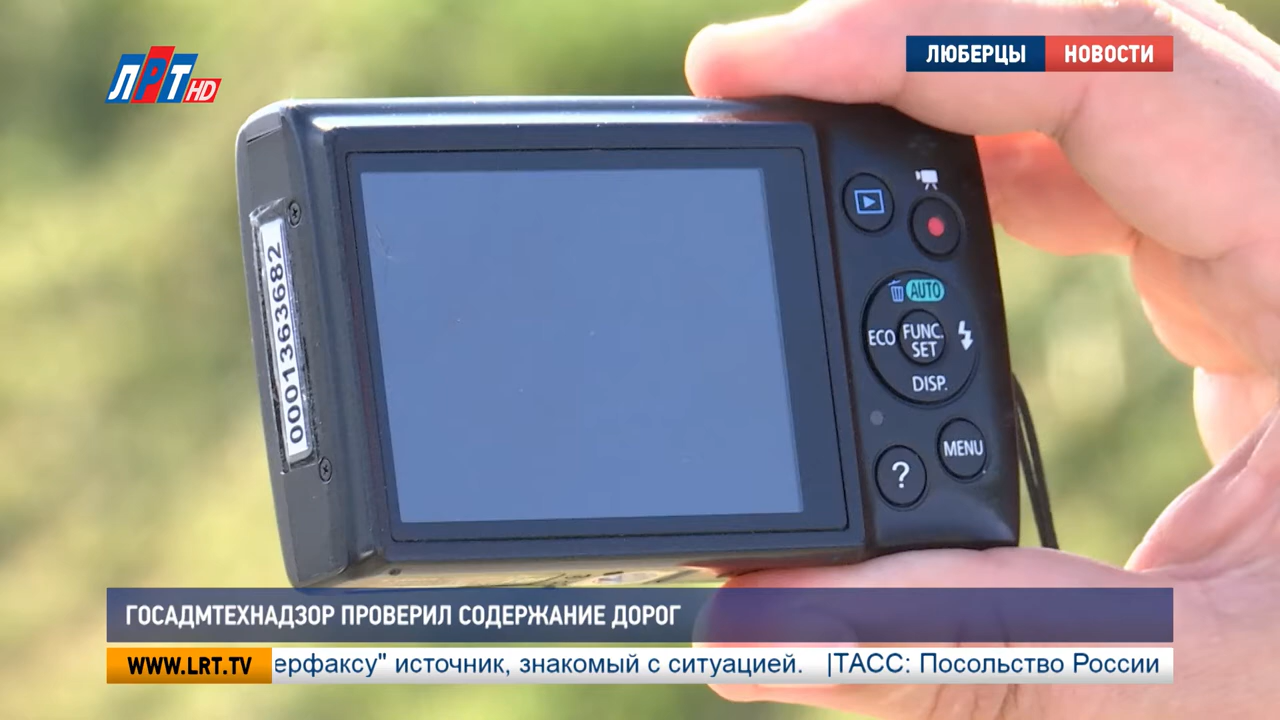 ЛРТ HD
ЛЮБЕРЦЫ НОВОСТИ
0001363682
AUTO
ECO
FUNC.
SET
DISP.
MENU
?
ГОСАДМТЕХНАДЗОР ПРОВЕРИЛ СОДЕРЖАНИЕ ДОРОГ
WWW.LRT.TV ерфаксу" источник, знакомый с ситуацией. |ТАСС: Посольство России